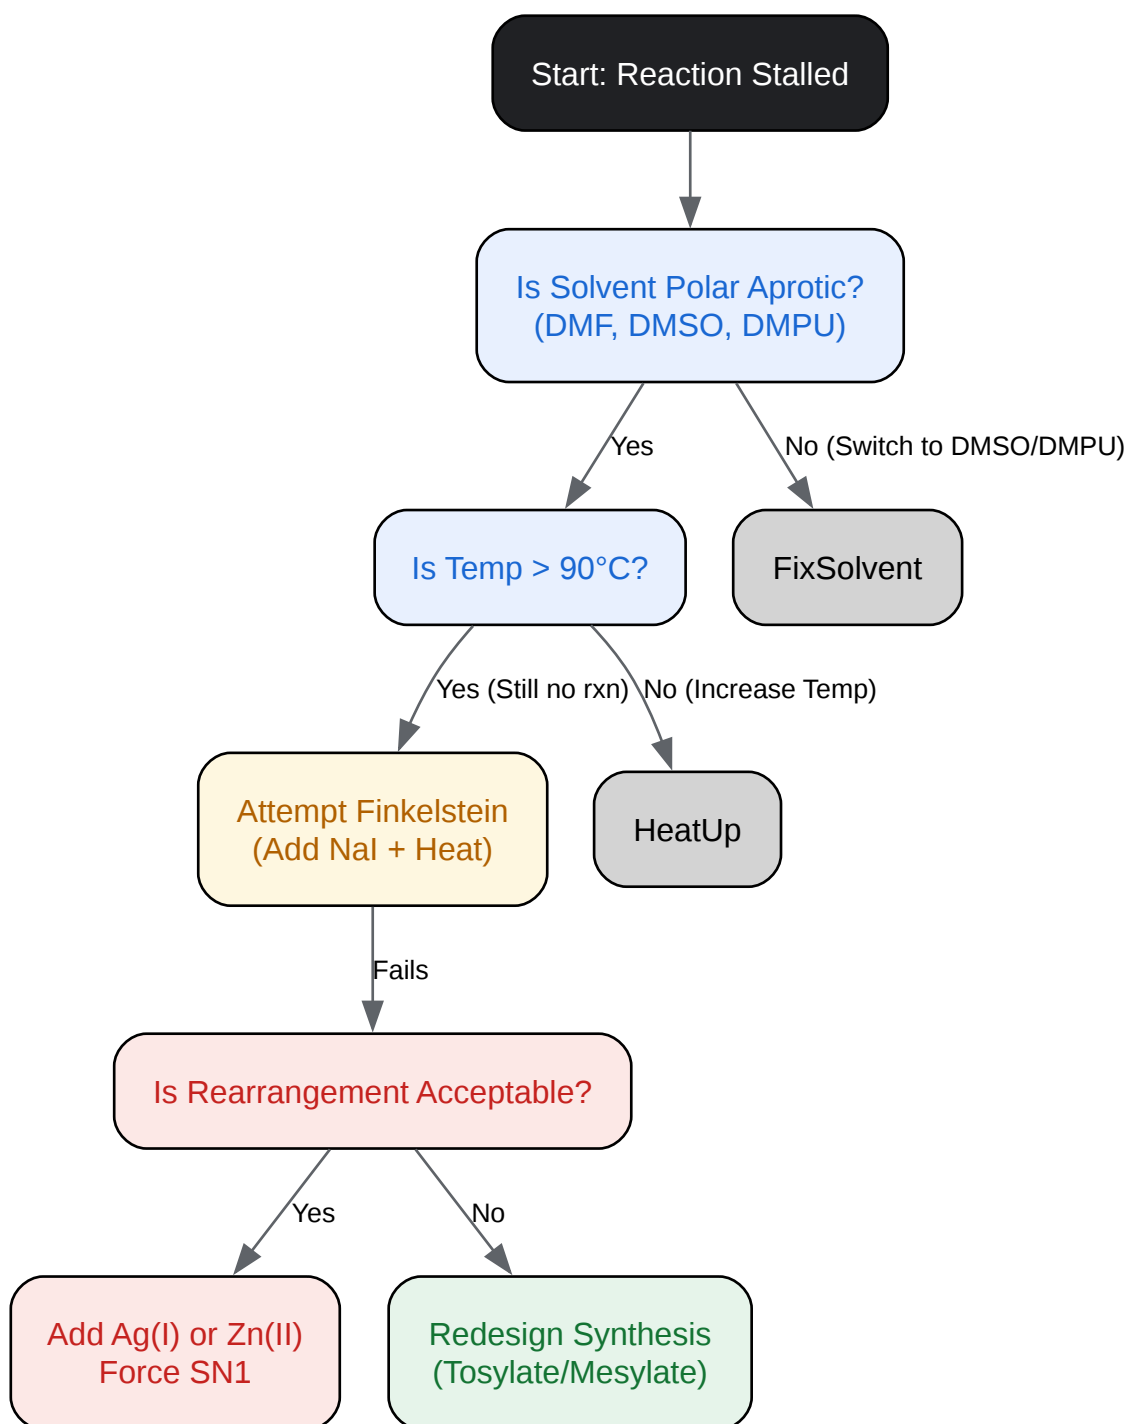 Start: Reaction Stalled
Is Solvent Polar Aprotic?
(DMF, DMSO, DMPU)
Yes
No (Switch to DMSO/DMPU)
Is Temp > 90°C?
FixSolvent
Yes (Still no rxn)
No (Increase Temp)
Attempt Finkelstein
(Add NaI + Heat)
HeatUp
Fails
Is Rearrangement Acceptable?
Yes
No
Add Ag(I) or Zn(II)
Force SN1
Redesign Synthesis
(Tosylate/Mesylate)